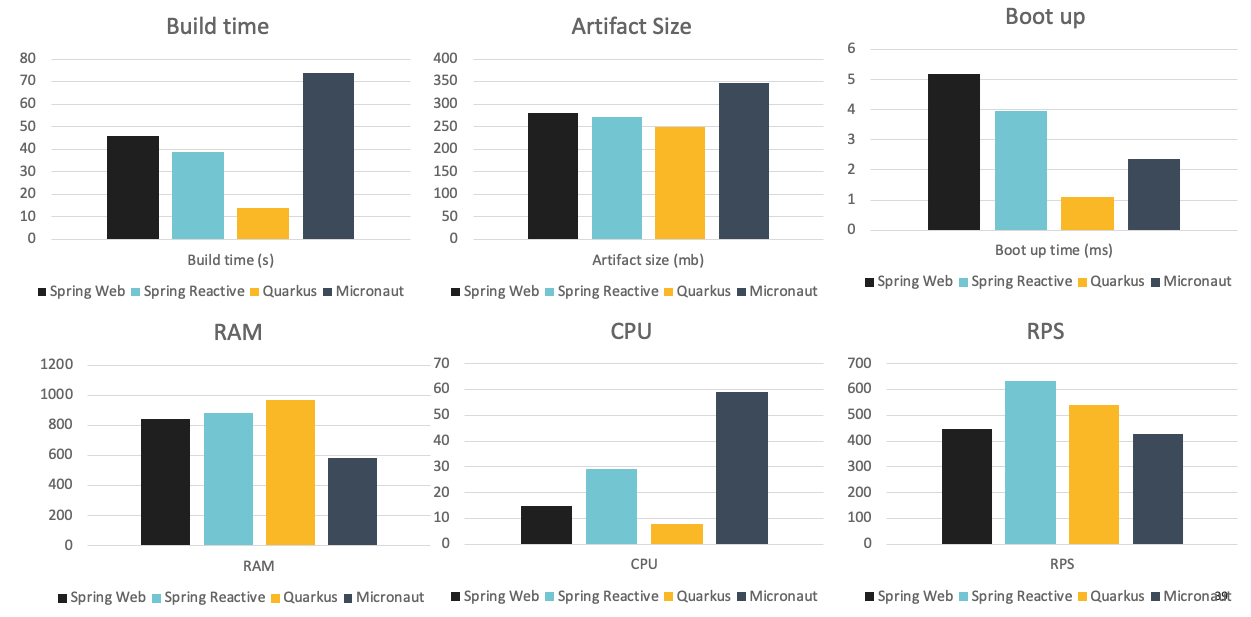 Build time
80
70
60
50
40
30
20
10
0
Build time (s)
Spring Web Spring Reactive Quarkus Micronaut
Artifact Size
400
350
300
250
200
150
100
50
0
Artifact size (mb)
Spring Web Spring Reactive Quarkus Micronaut
Boot up
6
5
4
3
2
1
0
Boot up time (ms)
Spring Web Spring Reactive Quarkus Micronaut
RAM
1200
1000
800
600
400
200
0
RAM
Spring Web Spring Reactive Quarkus Micronaut
CPU
70
60
50
40
30
20
10
0
CPU
Spring Web Spring Reactive Quarkus Micronaut
RPS
700
600
500
400
300
200
100
0
RPS
Spring Web Spring Reactive Quarkus Micronaut
39